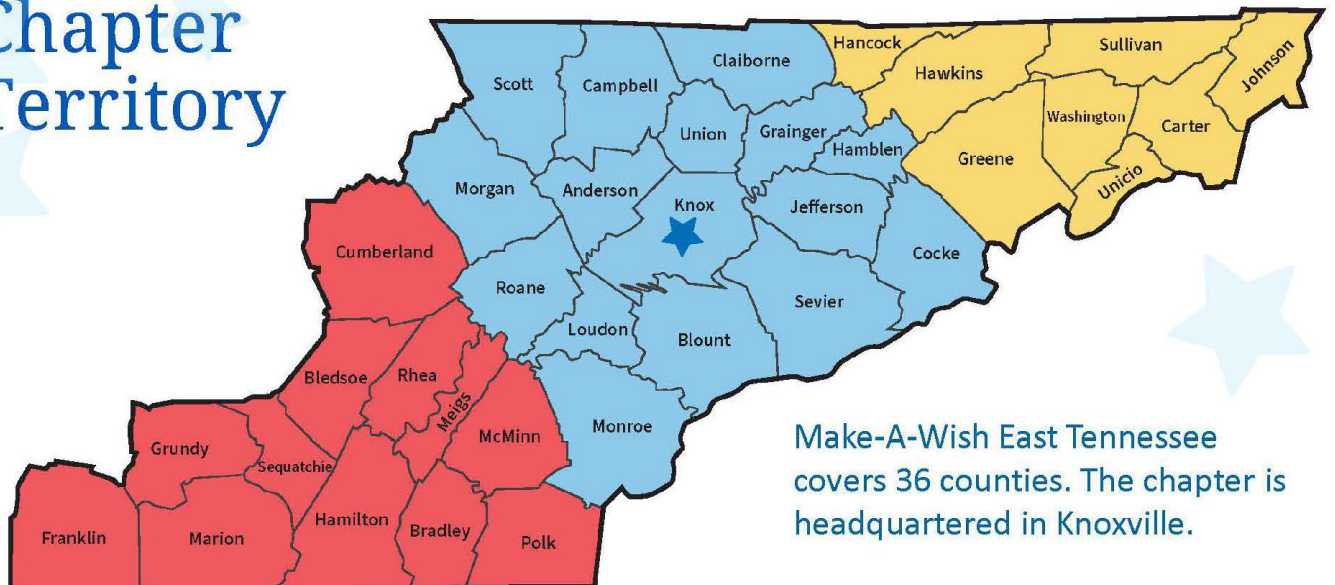 Chapter
Territory
Hancock
Sullivan
Johnson
Claiborne
Hawkins
Scott
Campbell
Washington
Carter
Union
Grainger
Hamblen
Greene
Unicio
Morgan
Anderson
Knox
Jefferson
Cumberland
Cocke
Roane
Sevier
Loudon
Blount
Bledsoe
Rhea
Meigs
McMinn
Monroe
Grundy
Sequatchie
Hamilton
Bradley
Polk
Franklin
Marion
Make-A-Wish East Tennessee
covers 36 counties. The chapter is
headquartered in Knoxville.